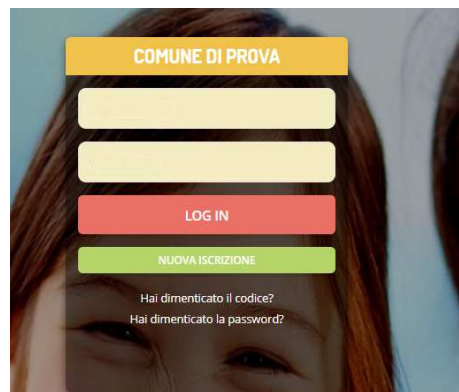 COMUNE DI PROVA
LOG IN
NUOVA ISCRIZIONE
Hai dimenticato il codice?
Hai dimenticato la password?